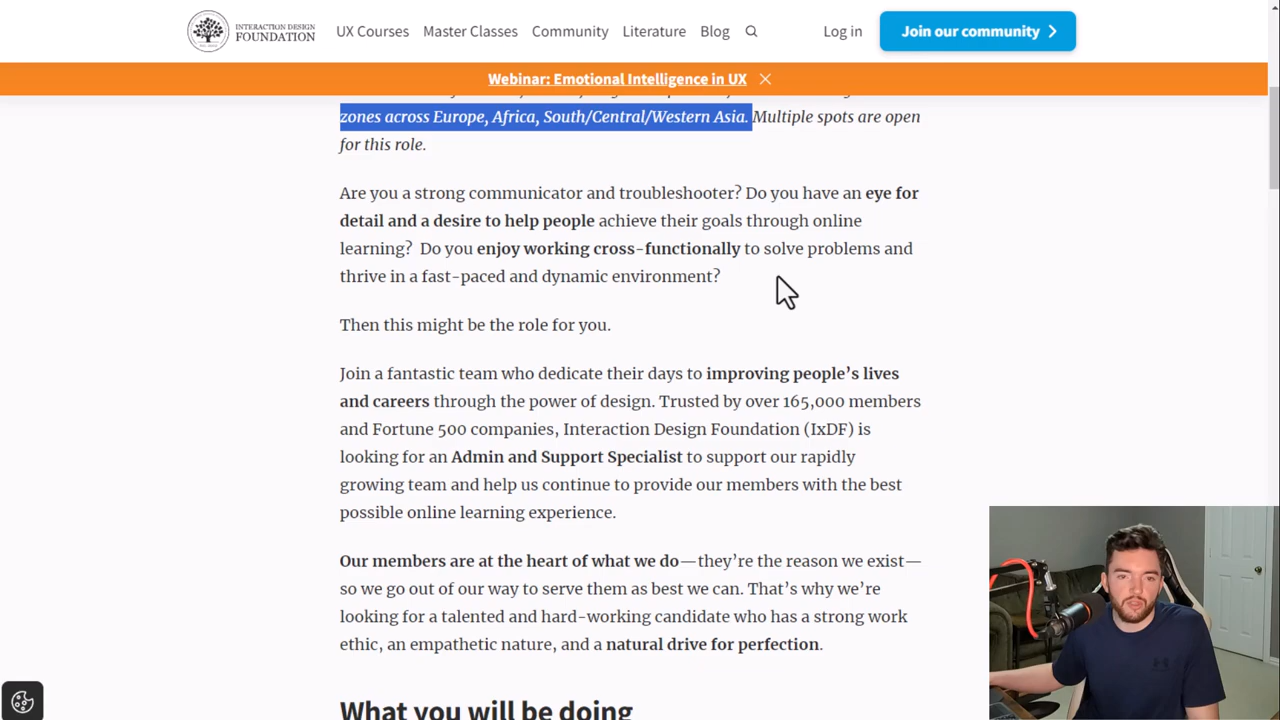 INTERACTION DESIGN
FOUNDATION
UX Courses
Master Classes
Community
Literature
Blog
Log in
Join our community
Webinar: Emotional Intelligence in UX
zones across Europe, Africa, South/Central/Western Asia. Multiple spots are open
for this role.
Are you a strong communicator and troubleshooter? Do you have an eye for
detail and a desire to help people achieve their goals through online
learning? Do you enjoy working cross-functionally to solve problems and
thrive in a fast-paced and dynamic environment?
Then this might be the role for you.
Join a fantastic team who dedicate their days to improving people’s lives
and careers through the power of design. Trusted by over 165,000 members
and Fortune 500 companies, Interaction Design Foundation (IxDF) is
looking for an Admin and Support Specialist to support our rapidly
growing team and help us continue to provide our members with the best
possible online learning experience.
Our members are at the heart of what we do—they’re the reason we exist—
so we go out of our way to serve them as best we can. That’s why we’re
looking for a talented and hard-working candidate who has a strong work
ethic, an empathetic nature, and a natural drive for perfection.
What you will be doing